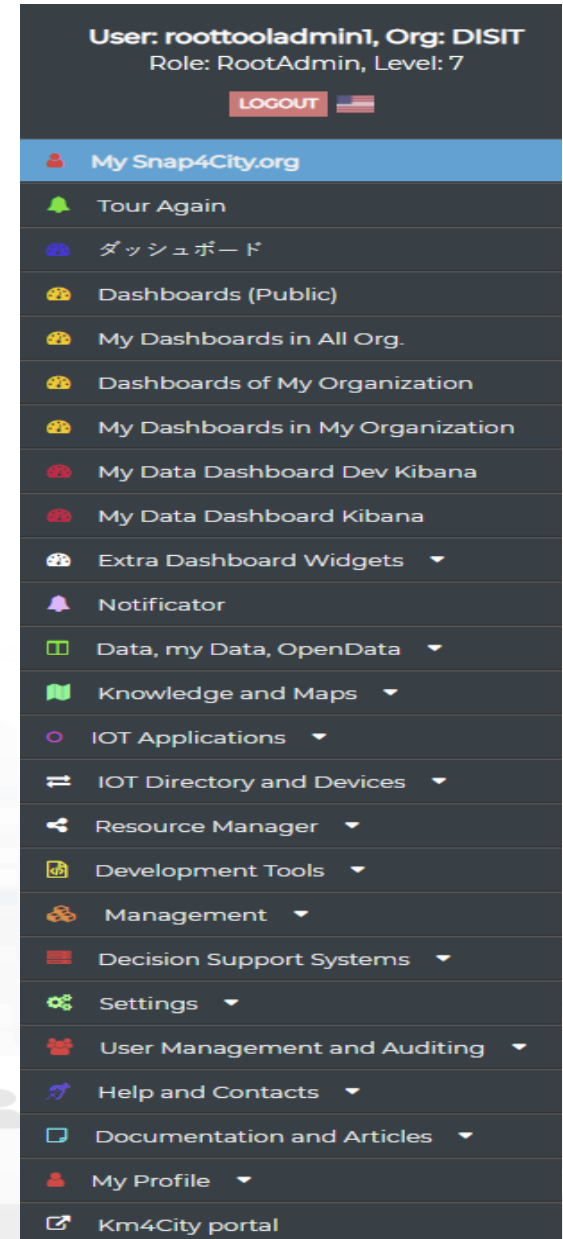 User: roottooladmin1, Org: DISIT
Role: RootAdmin, Level: 7
LOGOUT
My Snap4City.org
Tour Again
ダッシュボード
Dashboards (Public)
My Dashboards in All Org.
Dashboards of My Organization
My Dashboards in My Organization
My Data Dashboard Dev Kibana
My Data Dashboard Kibana
Extra Dashboard Widgets
Notificator
Data, my Data, OpenData
Knowledge and Maps
IOT Applications
IOT Directory and Devices
Resource Manager
Development Tools
Management
Decision Support Systems
Settings
User Management and Auditing
Help and Contacts
Documentation and Articles
My Profile
Km4City portal